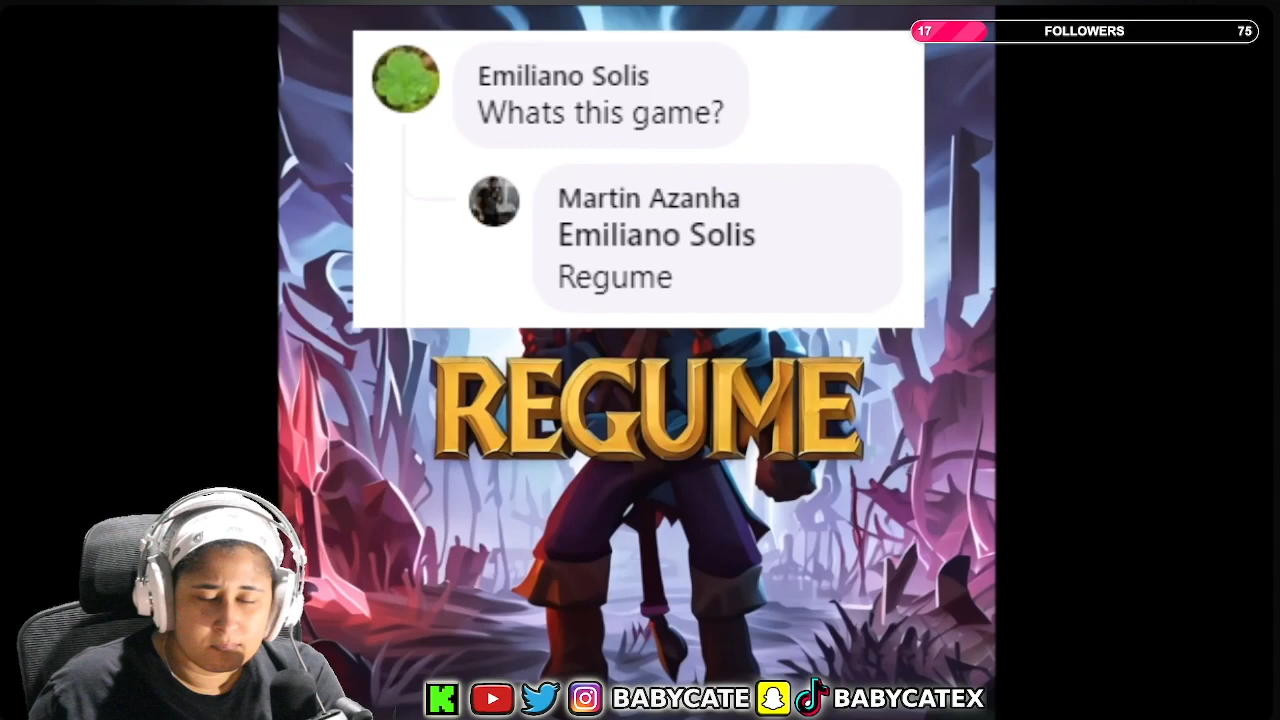 17 FOLLOWERS 75
Emiliano Solis
Whats this game?
Martin Azanha
Emiliano Solis
Regume
REGUME
BABYCATE BABYCATEX